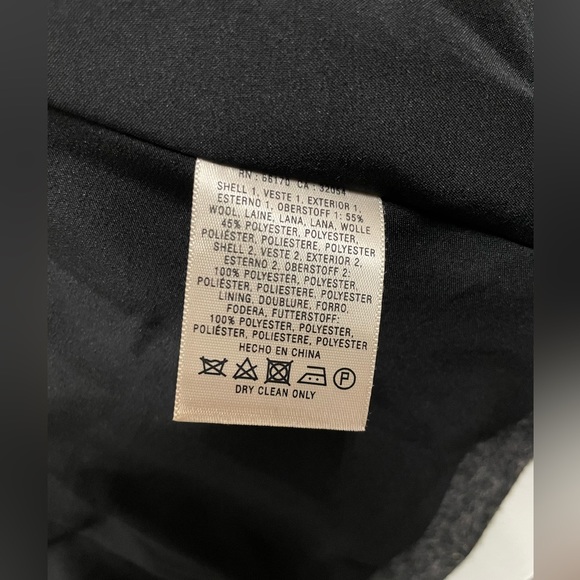 RN : 66170 CA : 32054
SHELL 1, VESTE 1, EXTERIOR 1,
ESTERNO 1, OBERSTOFF 1: 55%
WOOL, LAINE, LANA, LANA, WOLLE
45% POLYESTER, POLYESTER,
POLIÉSTER, POLIESTERE, POLYESTER
SHELL 2, VESTE 2, EXTERIOR 2,
ESTERNO 2, OBERSTOFF 2:
100% POLYESTER, POLYESTER,
POLIÉSTER, POLIESTERE, POLYESTER
LINING, DOUBLURE, FORRO,
FODERA, FUTTERSTOFF:
100% POLYESTER, POLYESTER,
POLIÉSTER, POLIESTERE, POLYESTER
HECHO EN CHINA
P
DRY CLEAN ONLY